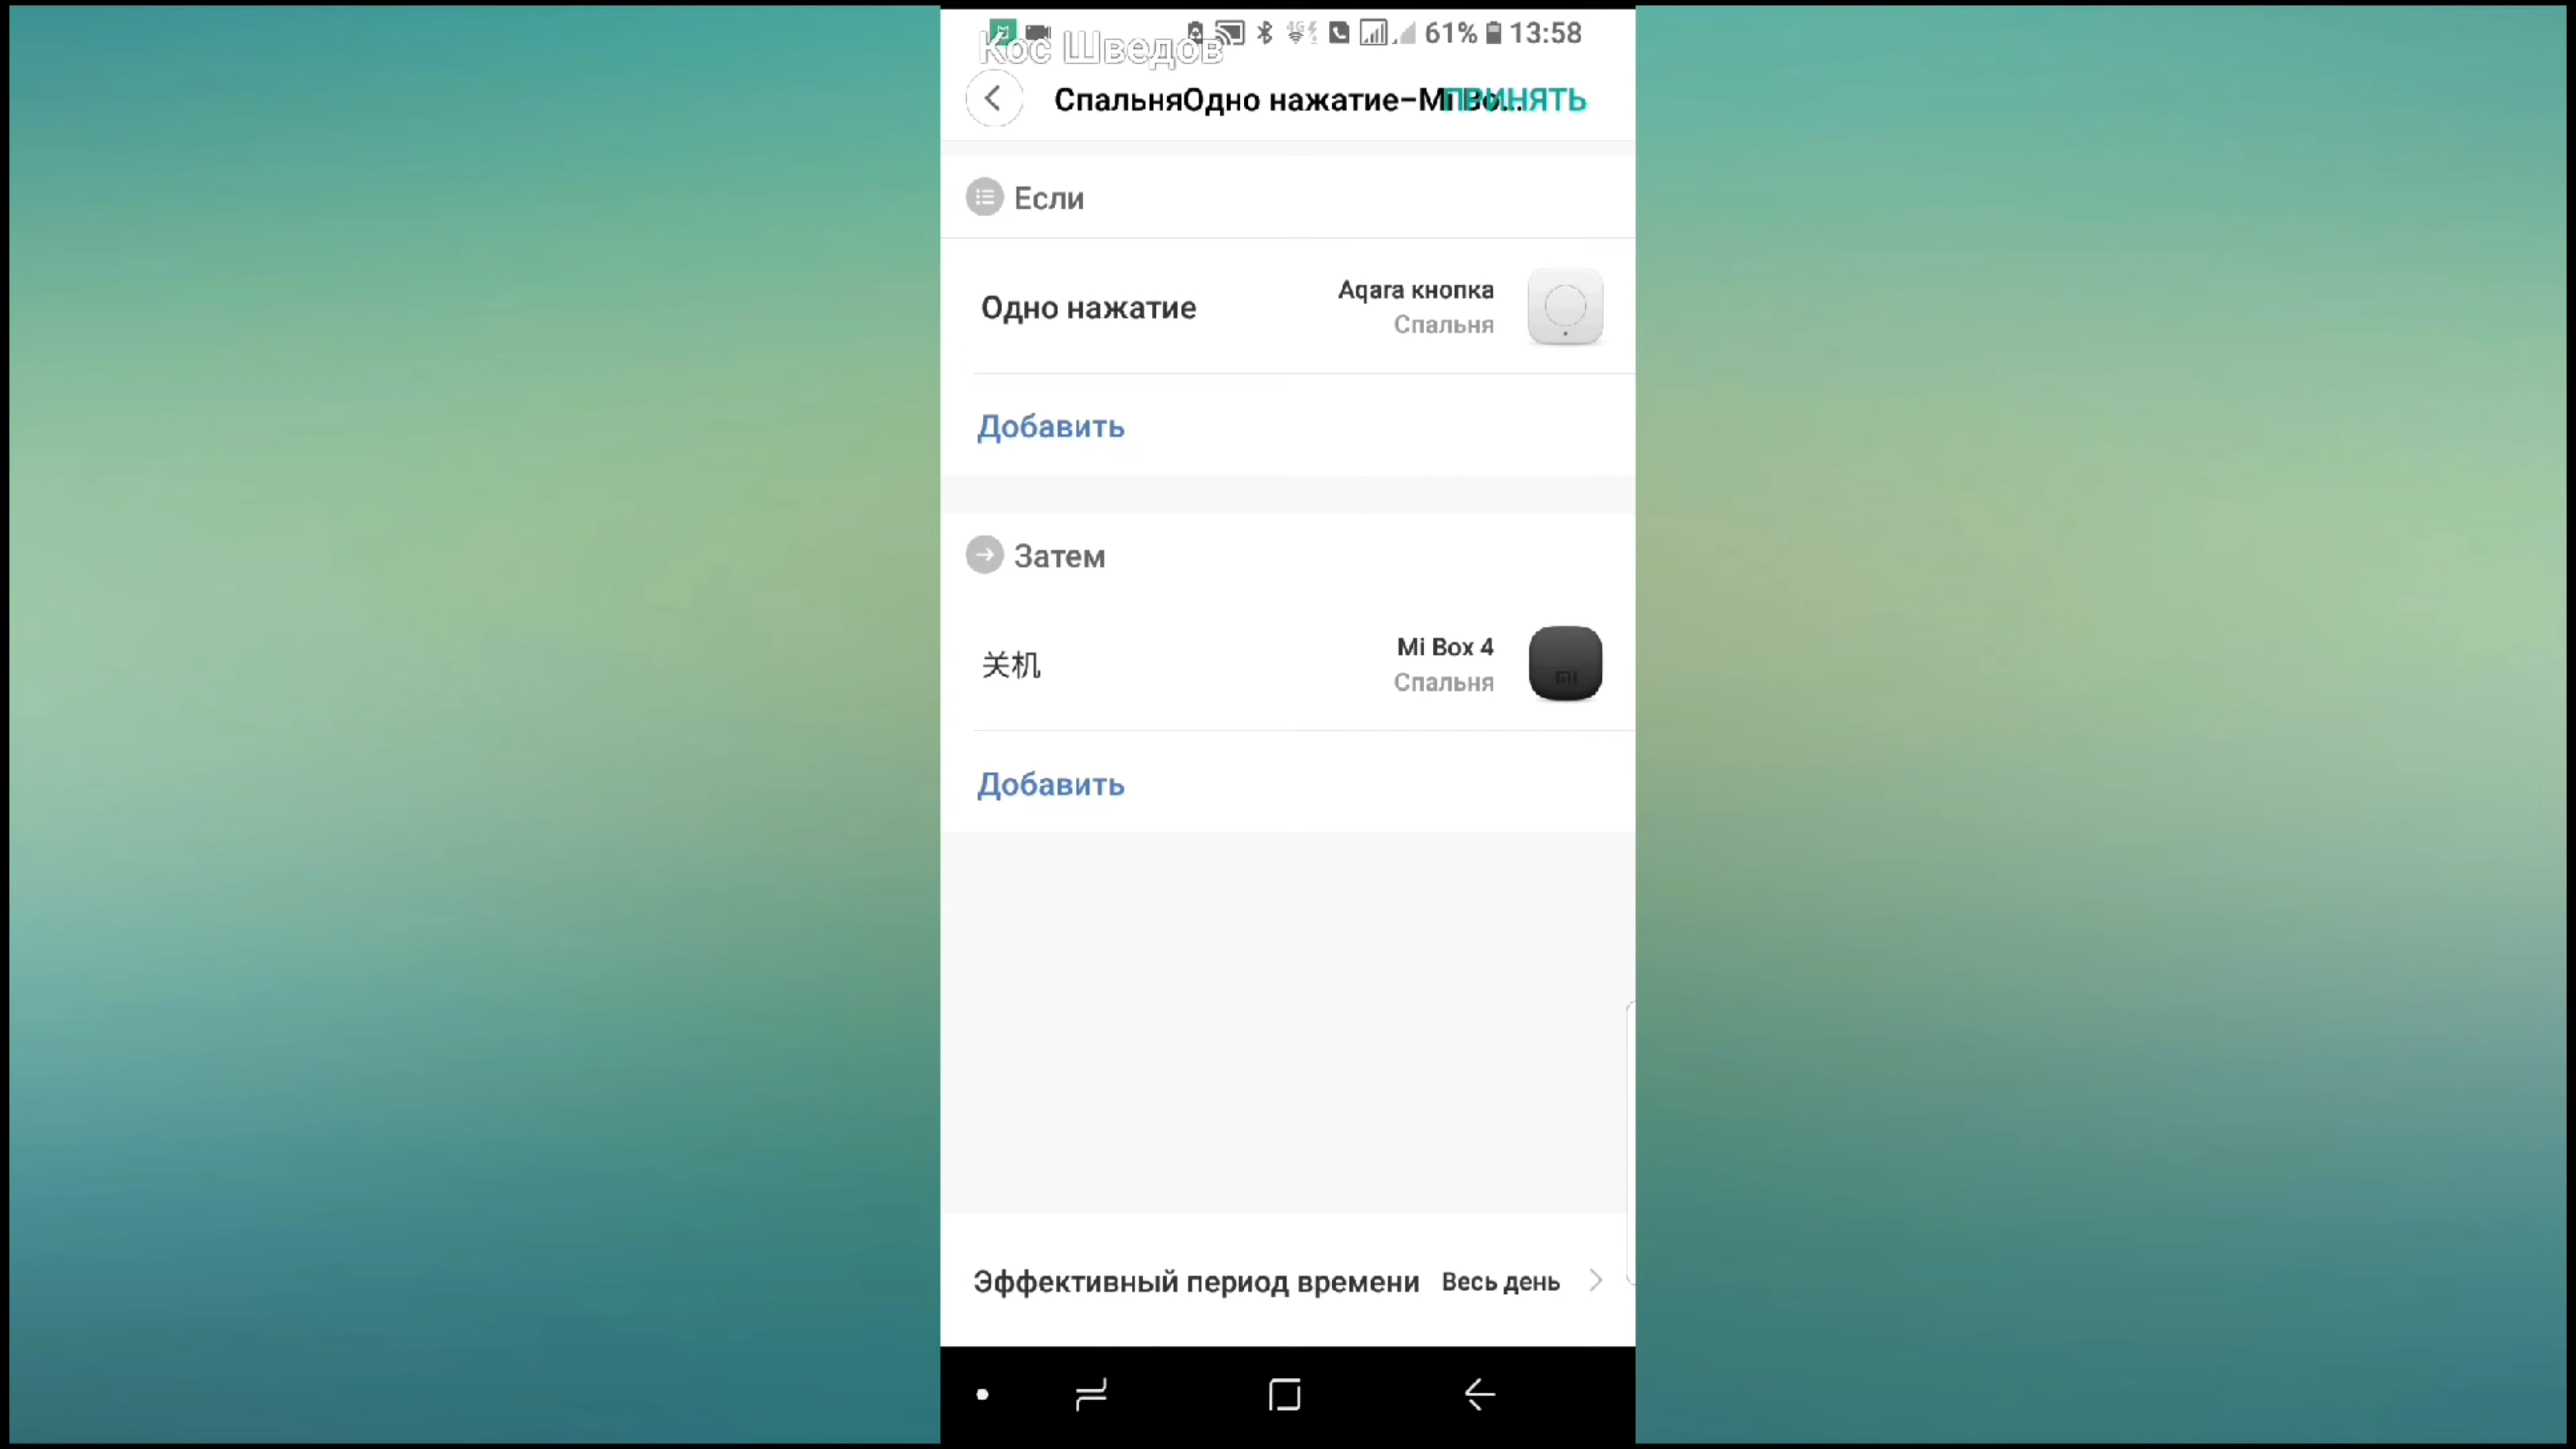 61% 13:58
Кос Шведов
СпальняОдно нажатие–Mi Bo...
ПРИНЯТЬ
Если
Одно нажатие
Aqara кнопка
Спальня
Добавить
Затем
关机
Mi Box 4
Спальня
Добавить
Эффективный период времени Весь день